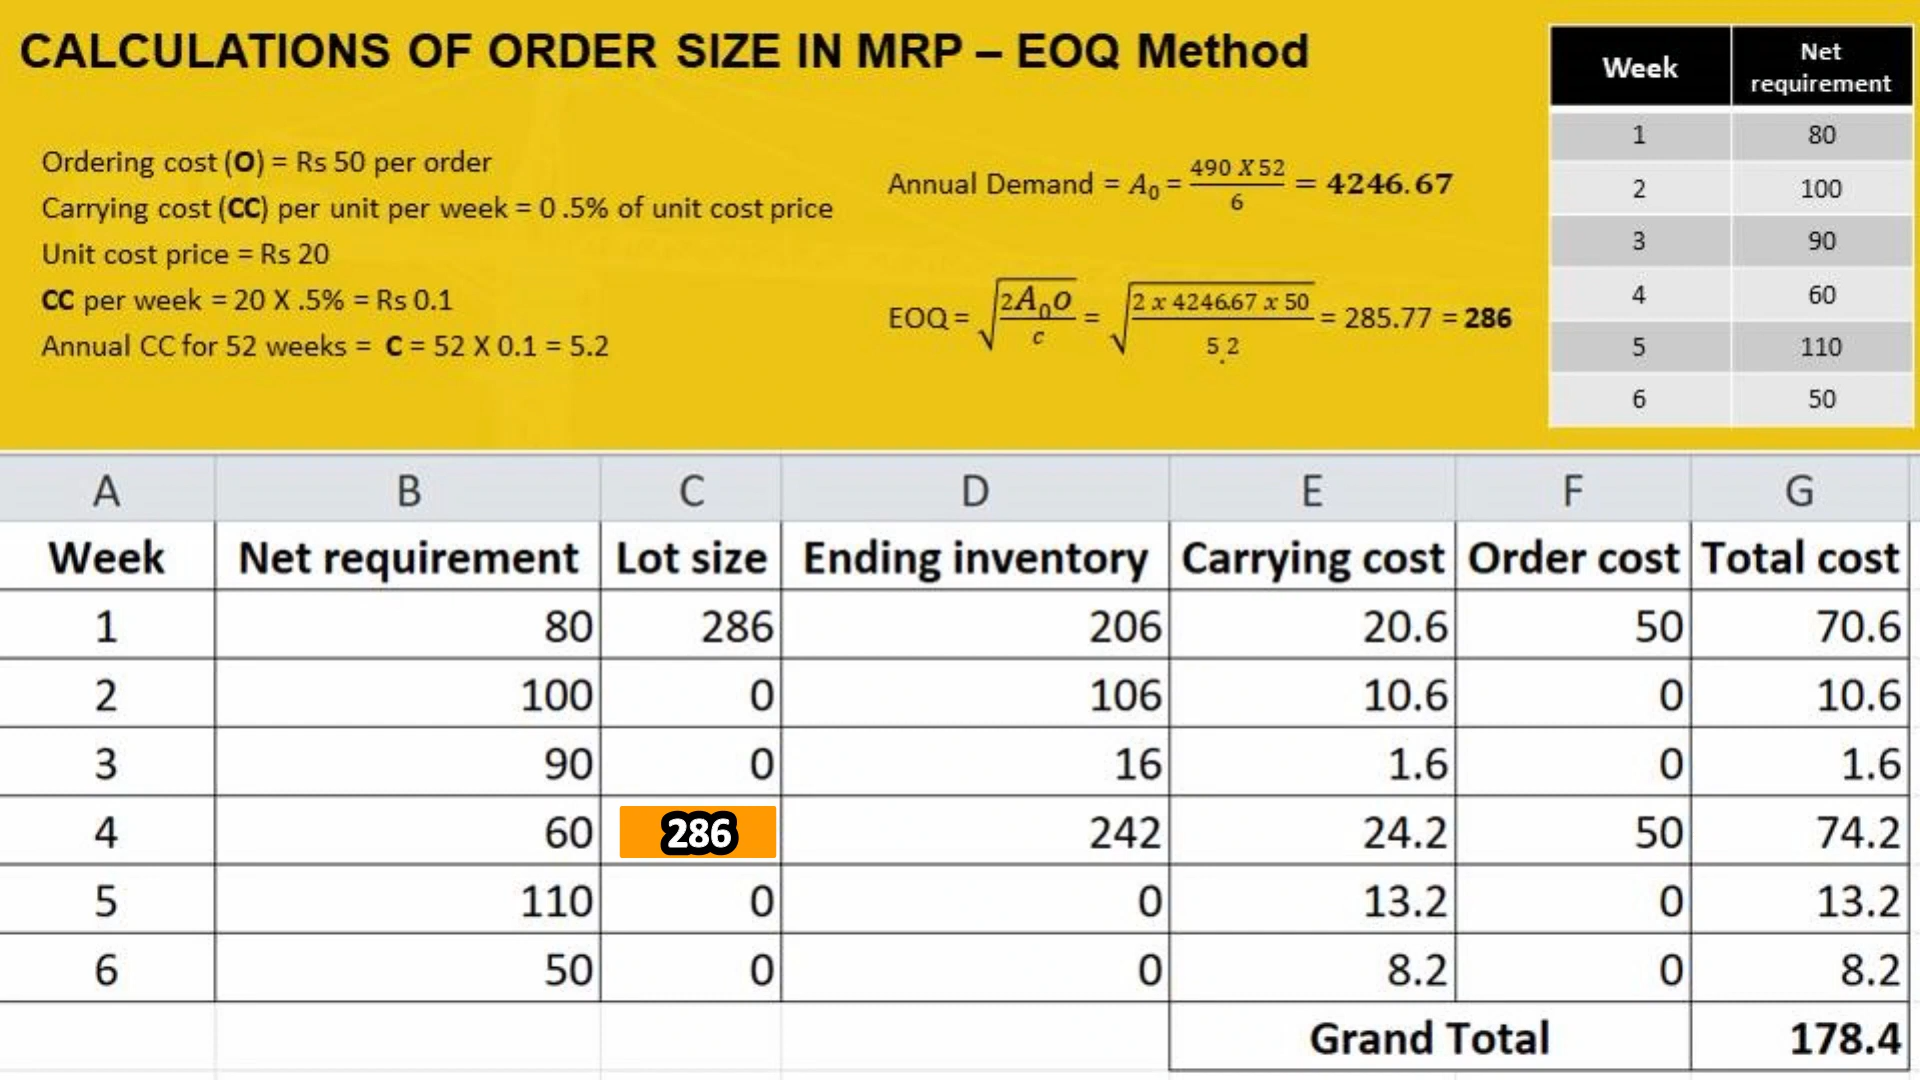 CALCULATIONS OF ORDER SIZE IN MRP – EOQ Method
Ordering cost (O) = Rs 50 per order
Carrying cost (CC) per unit per week = 0 .5% of unit cost price
Unit cost price = Rs 20
CC per week = 20 X .5% = Rs 0.1
Annual CC for 52 weeks = C = 52 X 0.1 = 5.2
Annual Demand = A₀ = 490 X 52 / 6 = 4246.67
EOQ = √(2A₀o / c) = √(2 x 4246.67 x 50 / 5.2) = 285.77 = 286
Week Net requirement
1 80
2 100
3 90
4 60
5 110
6 50
A B C D E F G
Week Net requirement Lot size Ending inventory Carrying cost Order cost Total cost
1 80 286 206 20.6 50 70.6
2 100 0 106 10.6 0 10.6
3 90 0 16 1.6 0 1.6
4 60 286 242 24.2 50 74.2
5 110 0 0 13.2 0 13.2
6 50 0 0 8.2 0 8.2
Grand Total 178.4